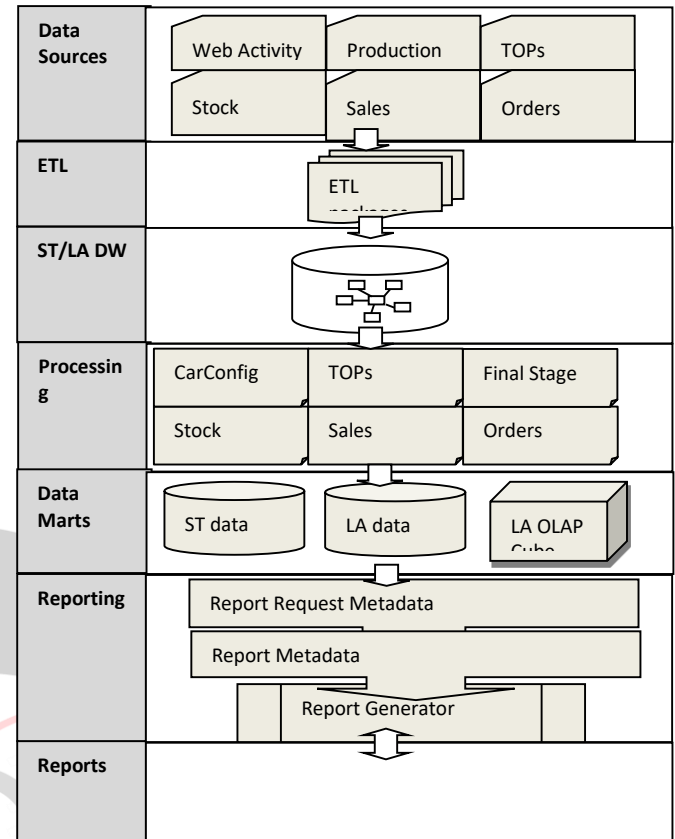 Data
Sources
Web Activity
Production
TOPs
Stock
Sales
Orders
ETL
ETL
ST/LA DW
Processin
g
CarConfig
TOPs
Final Stage
Stock
Sales
Orders
Data
Marts
ST data
LA data
LA OLAP
Reporting
Report Request Metadata
Report Metadata
Report Generator
Reports